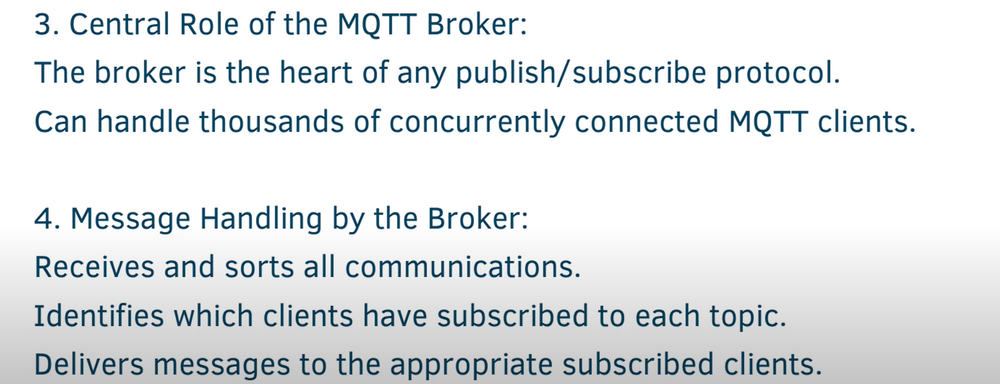 3. Central Role of the MQTT Broker:
The broker is the heart of any publish/subscribe protocol.
Can handle thousands of concurrently connected MQTT clients.
4. Message Handling by the Broker:
Receives and sorts all communications.
Identifies which clients have subscribed to each topic.
Delivers messages to the appropriate subscribed clients.